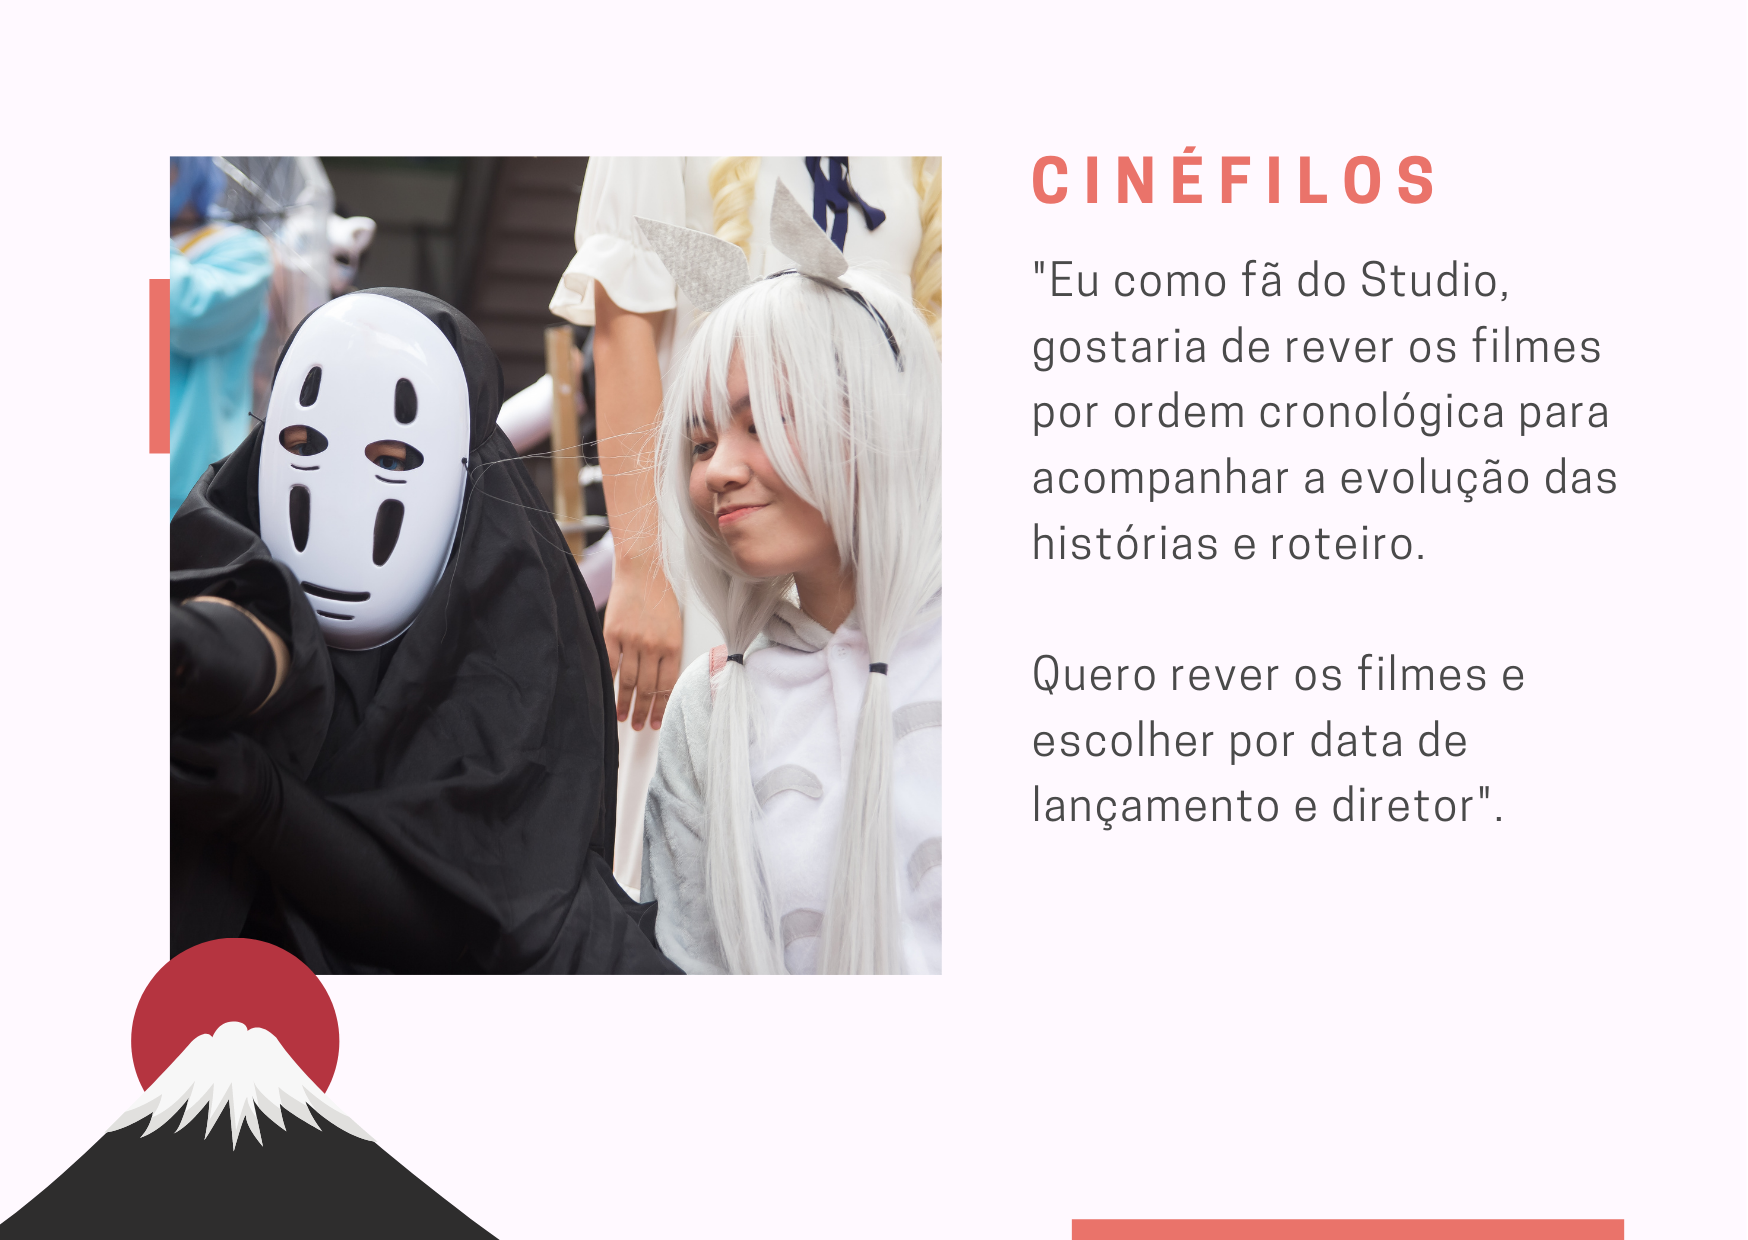 CINÉFILOS
"Eu como fã do Studio,
gostaria de rever os filmes
por ordem cronológica para
acompanhar a evolução das
histórias e roteiro.
Quero rever os filmes e
escolher por data de
lançamento e diretor".